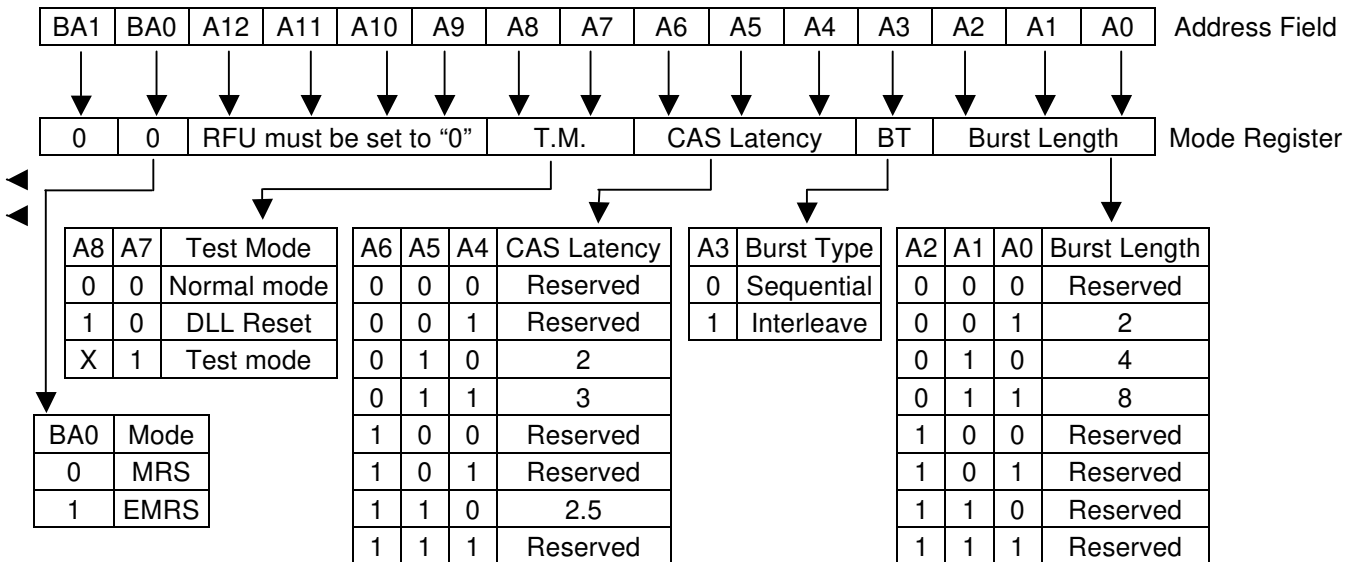 BA1 BA0 A12 A11 A10 A9 A8 A7 A6 A5 A4 A3 A2 A1 A0 Address Field
0 0 RFU must be set to “0” T.M. CAS Latency BT Burst Length Mode Register
A8 A7 Test Mode
0 0 Normal mode
1 0 DLL Reset
X 1 Test mode
BA0 Mode
0 MRS
1 EMRS
A6 A5 A4 CAS Latency
0 0 0 Reserved
0 0 1 Reserved
0 1 0 2
0 1 1 3
1 0 0 Reserved
1 0 1 Reserved
1 1 0 2.5
1 1 1 Reserved
A3 Burst Type
0 Sequential
1 Interleave
A2 A1 A0 Burst Length
0 0 0 Reserved
0 0 1 2
0 1 0 4
0 1 1 8
1 0 0 Reserved
1 0 1 Reserved
1 1 0 Reserved
1 1 1 Reserved